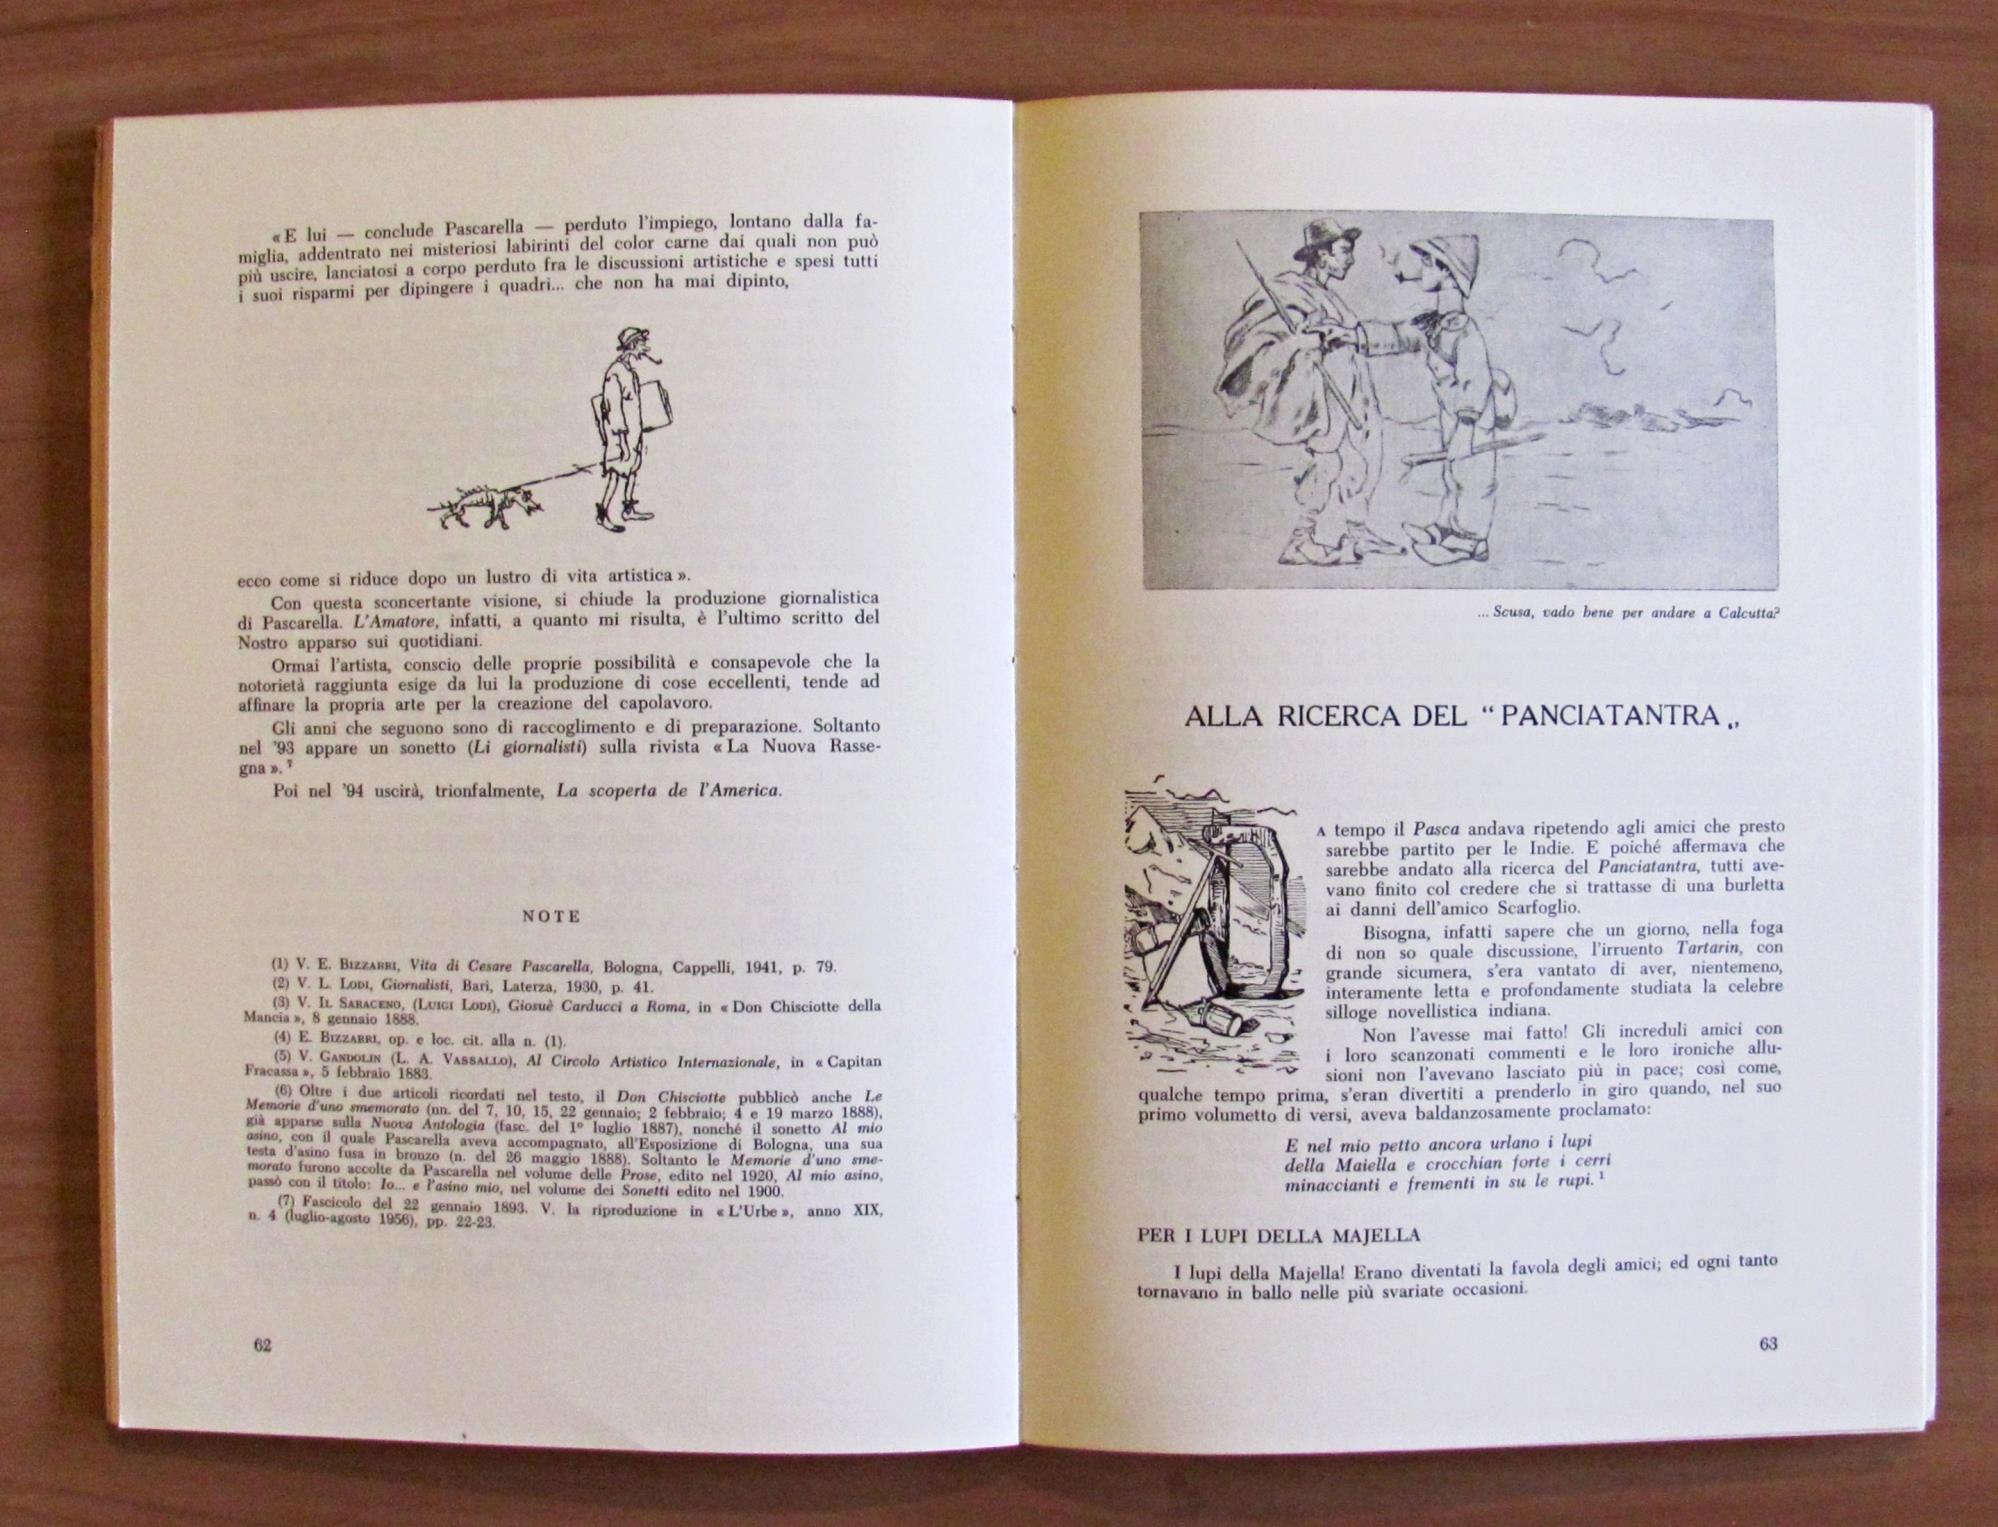 « E lui — conclude Pascarella — perduto l'impiego, lontano dalla fa-
miglia, addentrato nei misteriosi labirinti del color carne dai quali non può
più uscire, lanciatosi a corpo perduto fra le discussioni artistiche e spesi tutti
i suoi risparmi per dipingere i quadri... che non ha mai dipinto,
ecco come si riduce dopo un lustro di vita artistica ».
Con questa sconcertante visione, si chiude la produzione giornalistica
di Pascarella. L'Amatore, infatti, a quanto mi risulta, è l'ultimo scritto del
Nostro apparso sui quotidiani.
Ormai l'artista, conscio delle proprie possibilità e consapevole che la
notorietà raggiunta esige da lui la produzione di cose eccellenti, tende ad
affinare la propria arte per la creazione del capolavoro.
Gli anni che seguono sono di raccoglimento e di preparazione. Soltanto
nel '93 appare un sonetto (Li giornalisti) sulla rivista « La Nuova Rasse-
gna ». 7
Poi nel '94 uscirà, trionfalmente, La scoperta de l'America.
NOTE
(1) V. E. BIZZARRI, Vita di Cesare Pascarella, Bologna, Cappelli, 1941, p. 79.
(2) V. L. LODI, Giornalisti, Bari, Laterza, 1930, p. 41.
(3) V. IL SARACENO, (LUIGI LODI), Giosuè Carducci a Roma, in « Don Chisciotte della
Mancia », 8 gennaio 1888.
(4) E. BIZZARRI, op. e loc. cit. alla n. (1).
(5) V. GANDOLIN (L. A. VASSALLO), Al Circolo Artistico Internazionale, in « Capitan
Fracassa », 5 febbraio 1883.
(6) Oltre i due articoli ricordati nel testo, il Don Chisciotte pubblicò anche Le
Memorie d'uno smemorato (nn. del 7, 10, 15, 22 gennaio; 2 febbraio; 4 e 19 marzo 1888),
già apparse sulla Nuova Antologia (fasc. del 1° luglio 1887), nonché il sonetto Al mio
asino, con il quale Pascarella aveva accompagnato, all'Esposizione di Bologna, una sua
testa d'asino fusa in bronzo (n. del 26 maggio 1888). Soltanto le Memorie d'uno sme-
morato furono accolte da Pascarella nel volume delle Prose, edito nel 1920, Al mio asino,
passò con il titolo: Io... e l'asino mio, nel volume dei Sonetti edito nel 1900.
(7) Fascicolo del 22 gennaio 1893. V. la riproduzione in « L'Urbe », anno XIX,
n. 4 (luglio-agosto 1956), pp. 22-23.
62
... Scusa, vado bene per andare a Calcutta?
ALLA RICERCA DEL “ PANCIATANTRA „
DA tempo il Pasca andava ripetendo agli amici che presto
sarebbe partito per le Indie. E poiché affermava che
sarebbe andato alla ricerca del Panciatantra, tutti ave-
vano finito col credere che si trattasse di una burletta
ai danni dell'amico Scarfoglio.
Bisogna, infatti sapere che un giorno, nella foga
di non so quale discussione, l'irruento Tartarin, con
grande sicumera, s'era vantato di aver, nientemeno,
interamente letta e profondamente studiata la celebre
silloge novellistica indiana.
Non l'avesse mai fatto! Gli increduli amici con
i loro scanzonati commenti e le loro ironiche allu-
sioni non l'avevano lasciato più in pace; così come,
qualche tempo prima, s'eran divertiti a prenderlo in giro quando, nel suo
primo volumetto di versi, aveva baldanzosamente proclamato:
E nel mio petto ancora urlano i lupi
della Maiella e crocchian forte i cerri
minaccianti e frementi in su le rupi. 1
PER I LUPI DELLA MAJELLA
I lupi della Majella! Erano diventati la favola degli amici; ed ogni tanto
tornavano in ballo nelle più svariate occasioni.
63